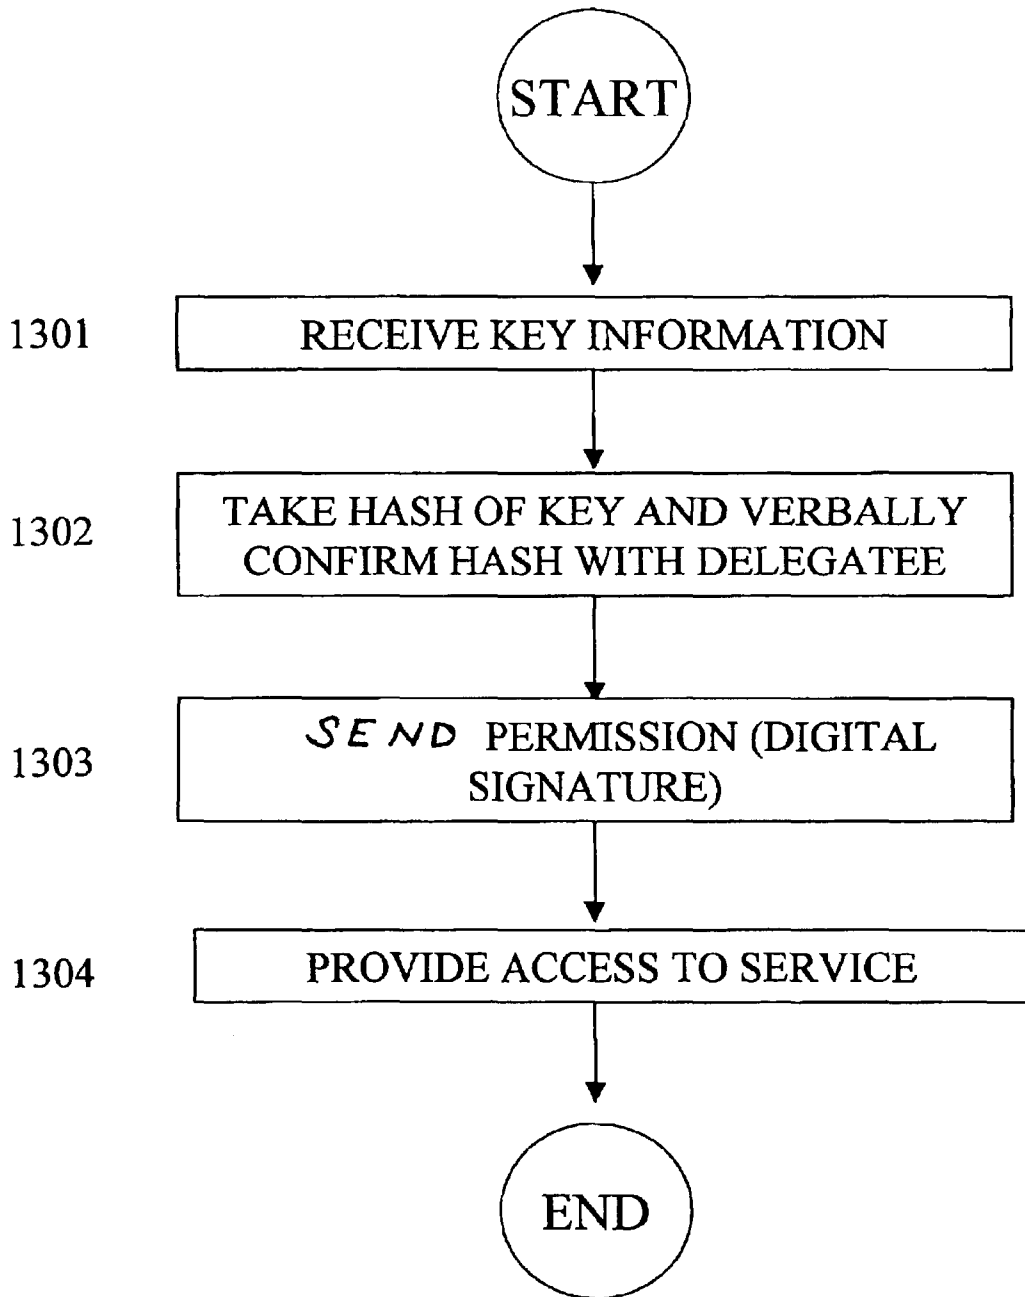 START
1301 RECEIVE KEY INFORMATION
1302 TAKE HASH OF KEY AND VERBALLY
CONFIRM HASH WITH DELEGATEE
1303 SEND PERMISSION (DIGITAL
SIGNATURE)
1304 PROVIDE ACCESS TO SERVICE
END